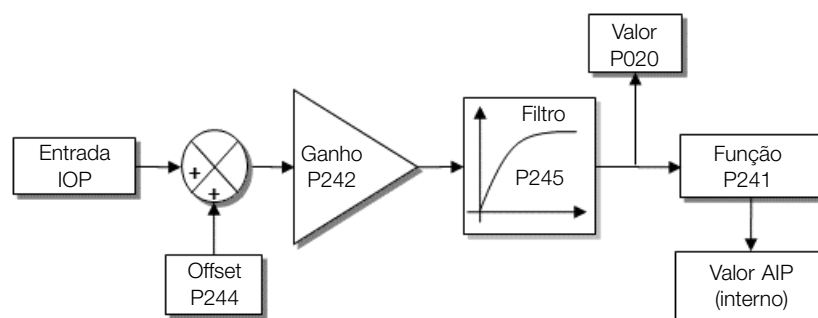 Valor
P020
Entrada
IOP
+
+
Ganho
P242
Filtro
P245
Função
P241
Offset
P244
Valor AIP
(interno)